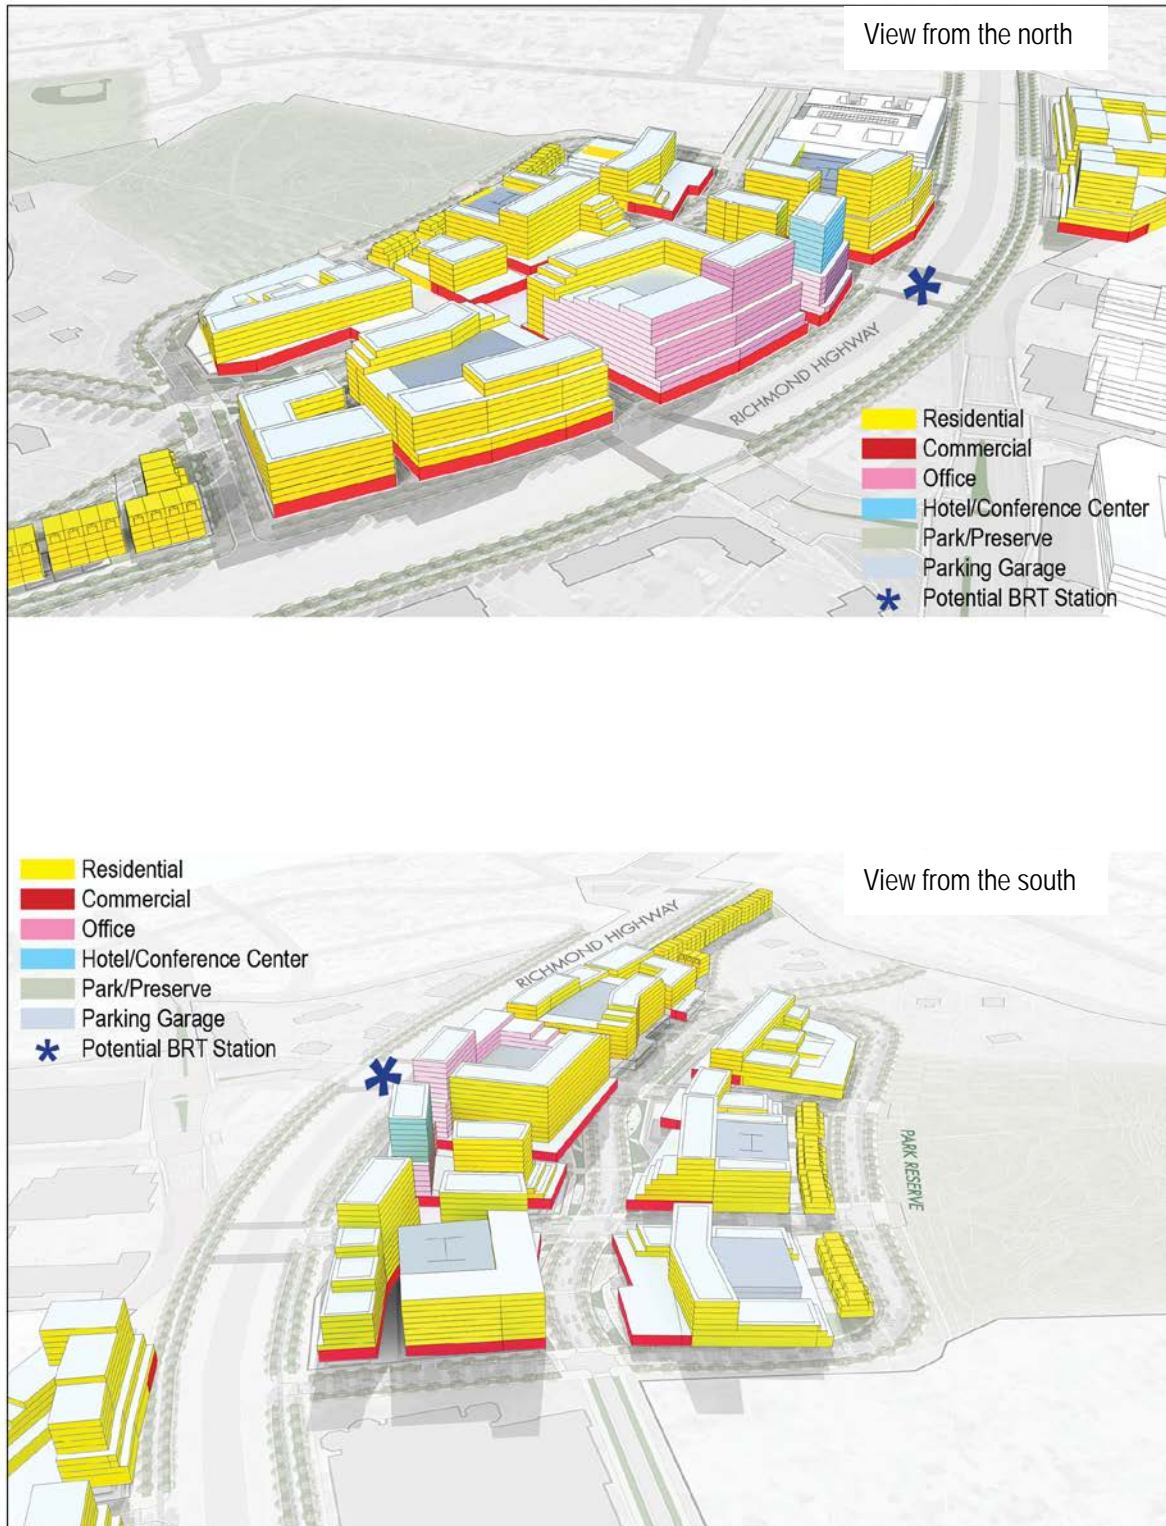 View from the north
RICHMOND HIGHWAY
Residential
Commercial
Office
Hotel/Conference Center
Park/Preserve
Parking Garage
Potential BRT Station
Residential
Commercial
Office
Hotel/Conference Center
Park/Preserve
Parking Garage
Potential BRT Station
View from the south
RICHMOND HIGHWAY
PARK RESERVE